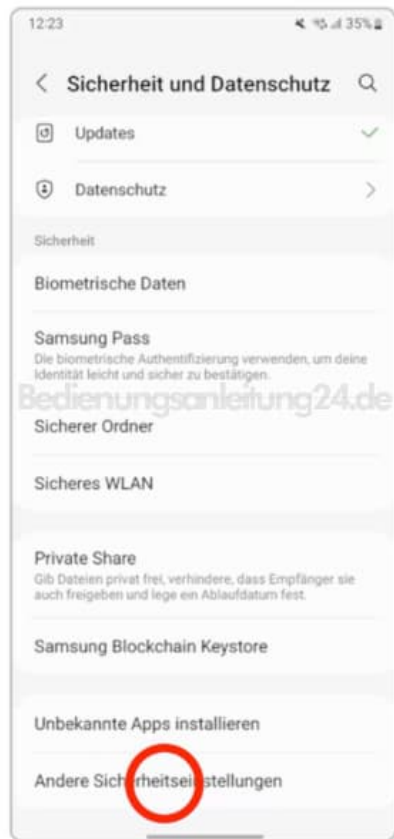 12:23 35%
Sicherheit und Datenschutz
Updates
Datenschutz
Sicherheit
Biometrische Daten
Samsung Pass
Die biometrische Authentifizierung verwenden, um deine
Identität leicht und sicher zu bestätigen.
Bedienungsanleitung24.de
Sicherer Ordner
Sicheres WLAN
Private Share
Gib Dateien privat frei, verhindere, dass Empfänger sie
auch freigeben und lege ein Ablaufdatum fest.
Samsung Blockchain Keystore
Unbekannte Apps installieren
Andere Sicherheitseinstellungen